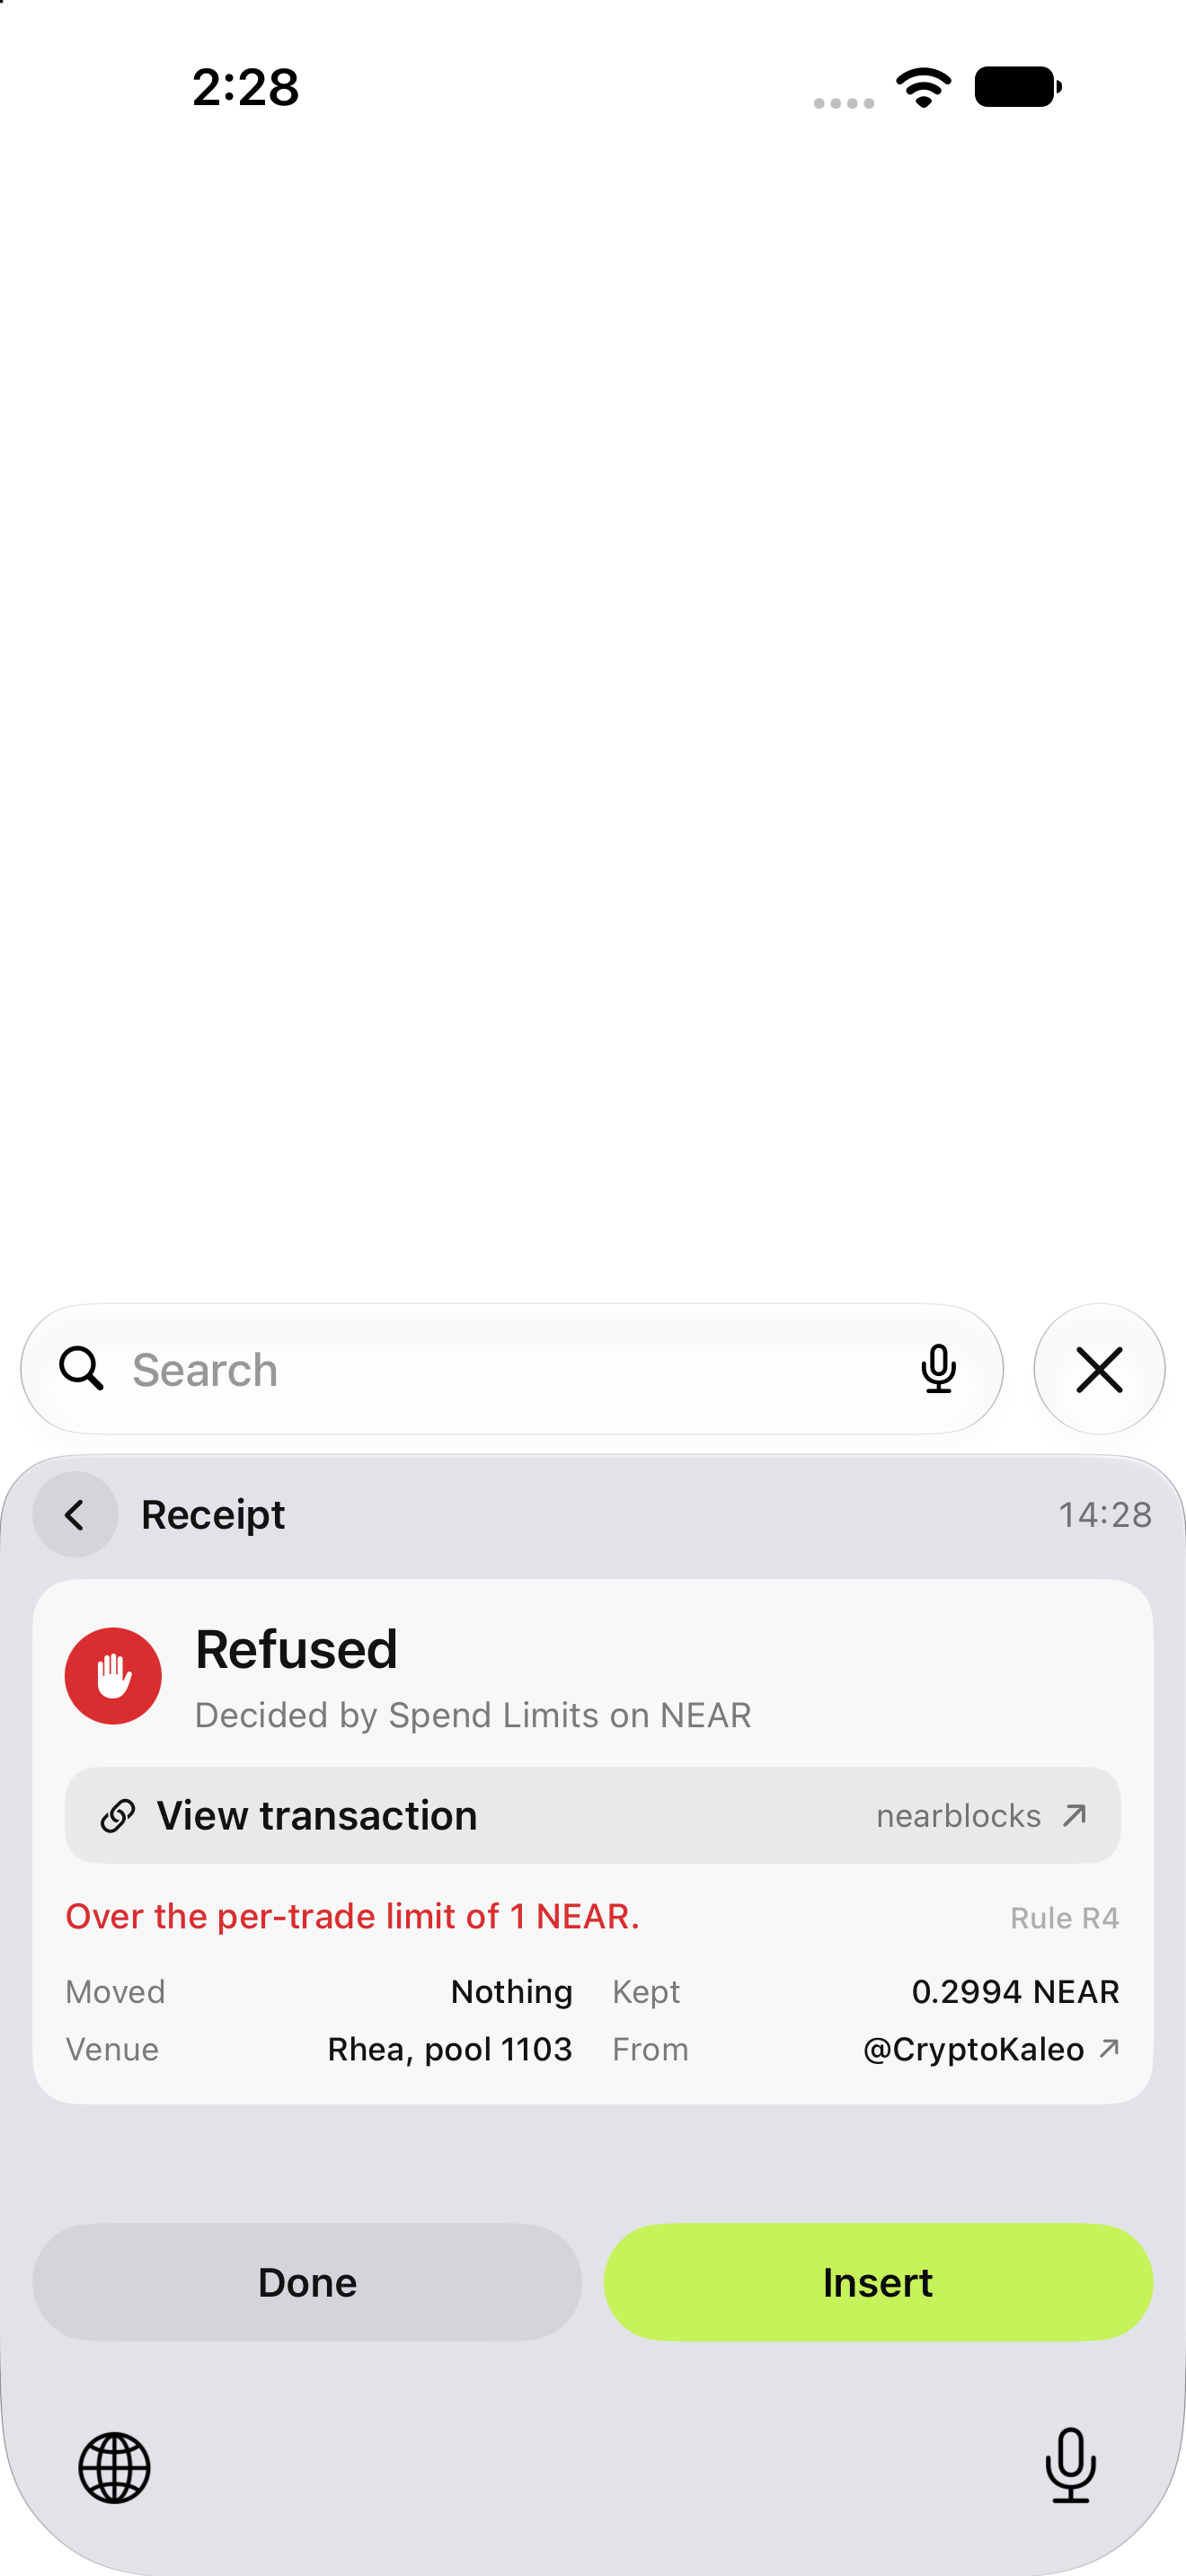 2:28
Search
Receipt 14:28
Refused
Decided by Spend Limits on NEAR
View transaction nearblocks
Over the per-trade limit of 1 NEAR. Rule R4
Moved Nothing Kept 0.2994 NEAR
Venue Rhea, pool 1103 From @CryptoKaleo
Done Insert